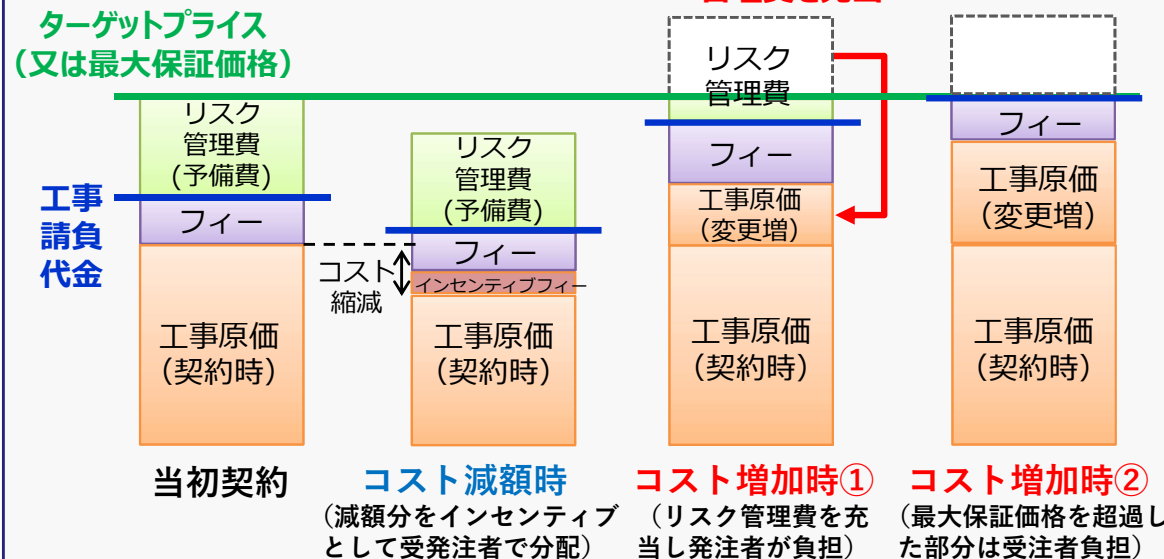 ターゲットプライス
（又は最大保証価格）
リスク
管理費
(予備費)
フィー
工事原価
（契約時）
工事
請負
代金
リスク
管理費
(予備費)
フィー
インセンティブフィー
コスト
縮減
工事原価
（契約時）
リスク
管理費
フィー
工事原価
（変更増）
工事原価
（契約時）
フィー
工事原価
（変更増）
工事原価
（契約時）
当初契約
コスト減額時
（減額分をインセンティブ
として受発注者で分配）
コスト増加時①
（リスク管理費を充
当し発注者が負担）
コスト増加時②
（最大保証価格を超過し
た部分は受注者負担）